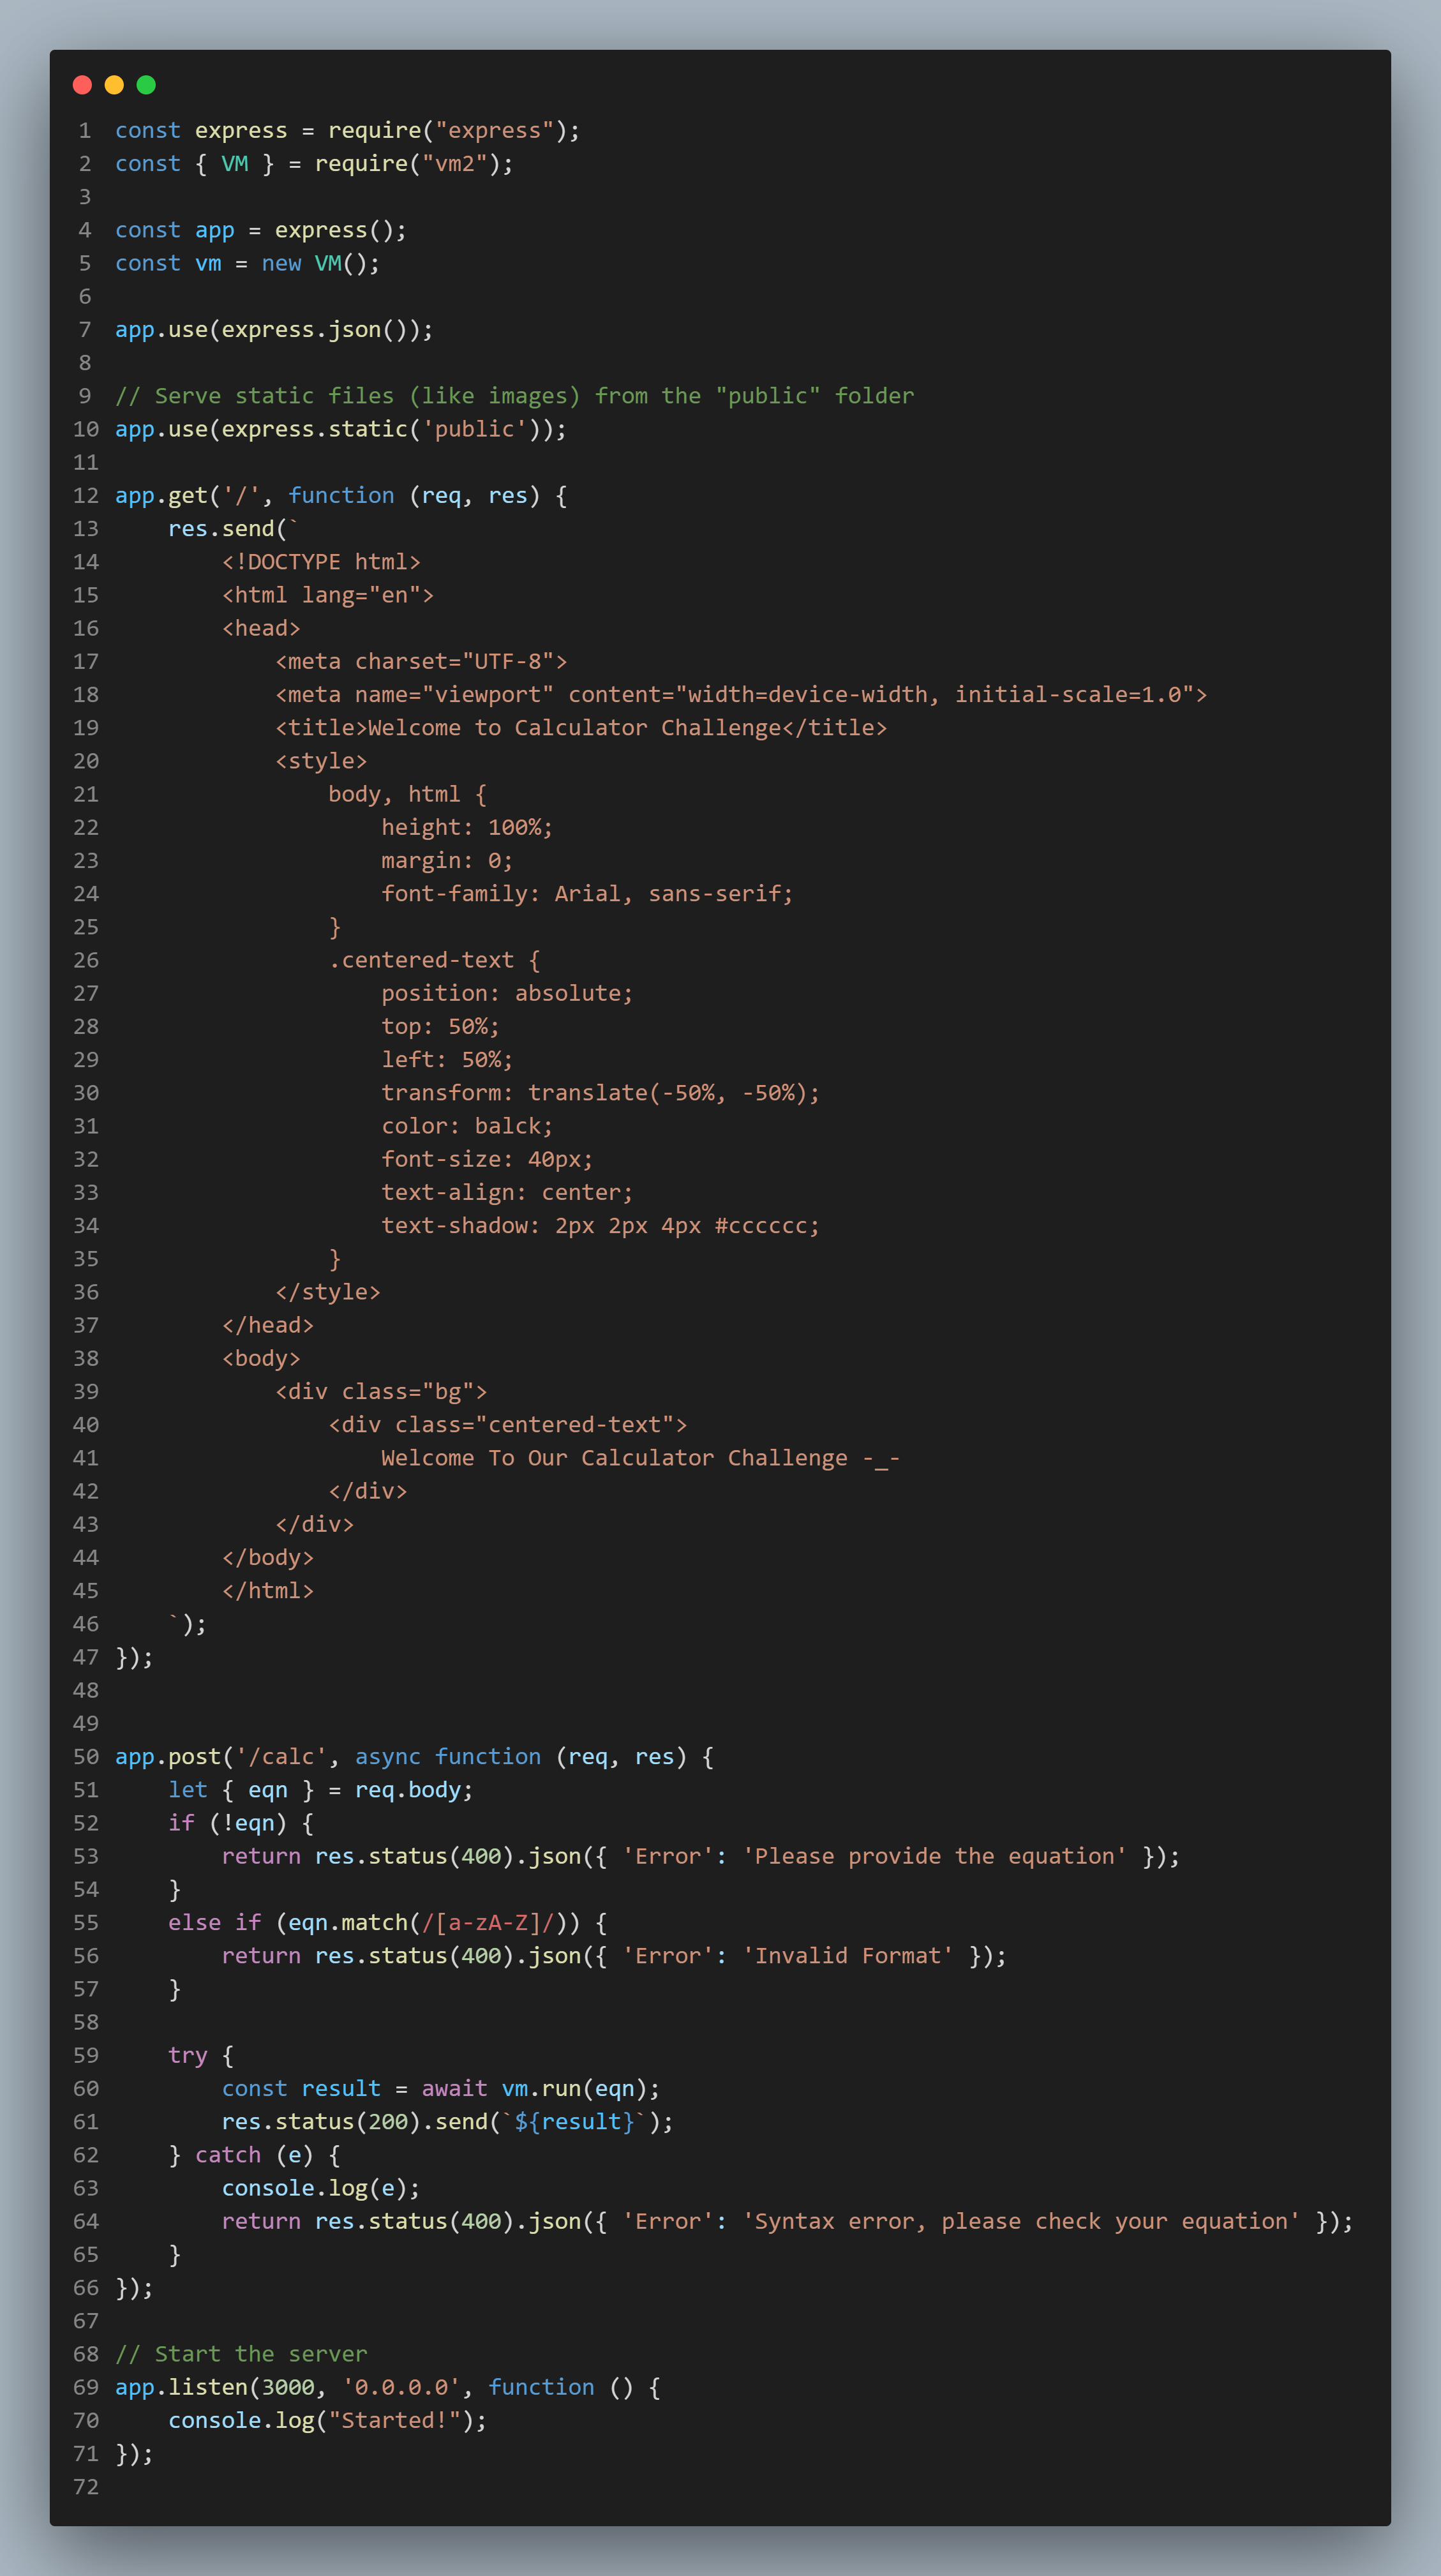 1 const express = require("express");
2 const { VM } = require("vm2");
3
4 const app = express();
5 const vm = new VM();
6
7 app.use(express.json());
8
9 // Serve static files (like images) from the "public" folder
10 app.use(express.static('public'));
11
12 app.get('/', function (req, res) {
13     res.send(`
14         <!DOCTYPE html>
15         <html lang="en">
16         <head>
17             <meta charset="UTF-8">
18             <meta name="viewport" content="width=device-width, initial-scale=1.0">
19             <title>Welcome to Calculator Challenge</title>
20             <style>
21                 body, html {
22                     height: 100%;
23                     margin: 0;
24                     font-family: Arial, sans-serif;
25                 }
26                 .centered-text {
27                     position: absolute;
28                     top: 50%;
29                     left: 50%;
30                     transform: translate(-50%, -50%);
31                     color: balck;
32                     font-size: 40px;
33                     text-align: center;
34                     text-shadow: 2px 2px 4px #cccccc;
35                 }
36             </style>
37         </head>
38         <body>
39             <div class="bg">
40                 <div class="centered-text">
41                     Welcome To Our Calculator Challenge -_-
42                 </div>
43             </div>
44         </body>
45         </html>
46     `);
47 });
48
49
50 app.post('/calc', async function (req, res) {
51     let { eqn } = req.body;
52     if (!eqn) {
53         return res.status(400).json({ 'Error': 'Please provide the equation' });
54     }
55     else if (eqn.match(/[a-zA-Z]/)) {
56         return res.status(400).json({ 'Error': 'Invalid Format' });
57     }
58
59     try {
60         const result = await vm.run(eqn);
61         res.status(200).send(`${result}`);
62     } catch (e) {
63         console.log(e);
64         return res.status(400).json({ 'Error': 'Syntax error, please check your equation' });
65     }
66 });
67
68 // Start the server
69 app.listen(3000, '0.0.0.0', function () {
70     console.log("Started!");
71 });
72